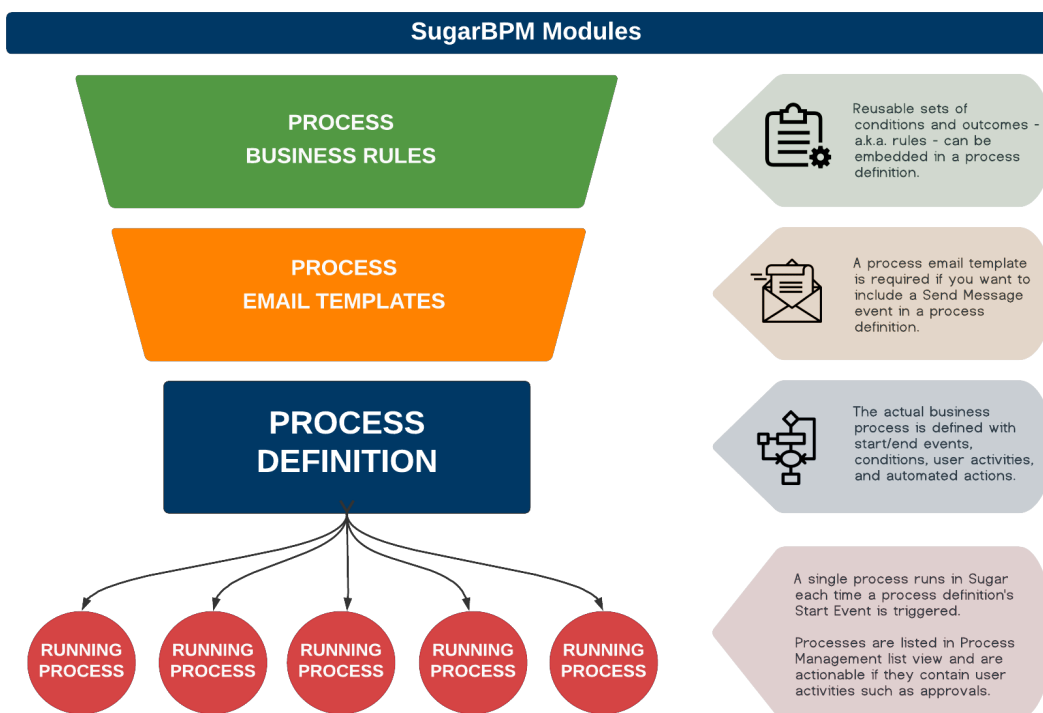 SugarBPM Modules
PROCESS
BUSINESS RULES
Reusable sets of
conditions and outcomes -
a.k.a. rules - can be
embedded in a process
definition.
PROCESS
EMAIL TEMPLATES
A process email template
is required if you want to
include a Send Message
event in a process
definition.
PROCESS
DEFINITION
The actual business
process is defined with
start/end events,
conditions, user activities,
and automated actions.
RUNNING
PROCESS
RUNNING
PROCESS
RUNNING
PROCESS
RUNNING
PROCESS
RUNNING
PROCESS
A single process runs in Sugar
each time a process definition's
Start Event is triggered.
Processes are listed in Process
Management list view and are
actionable if they contain user
activities such as approvals.